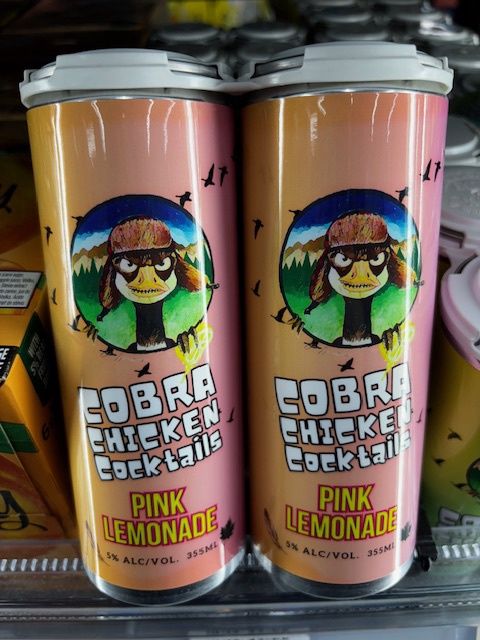 COBRA
CHICKEN
Cocktails
PINK
LEMONADE
5% ALC/VOL. 355ML
COBRA
CHICKEN
Cocktails
PINK
LEMONADE
5% ALC/VOL. 355ML